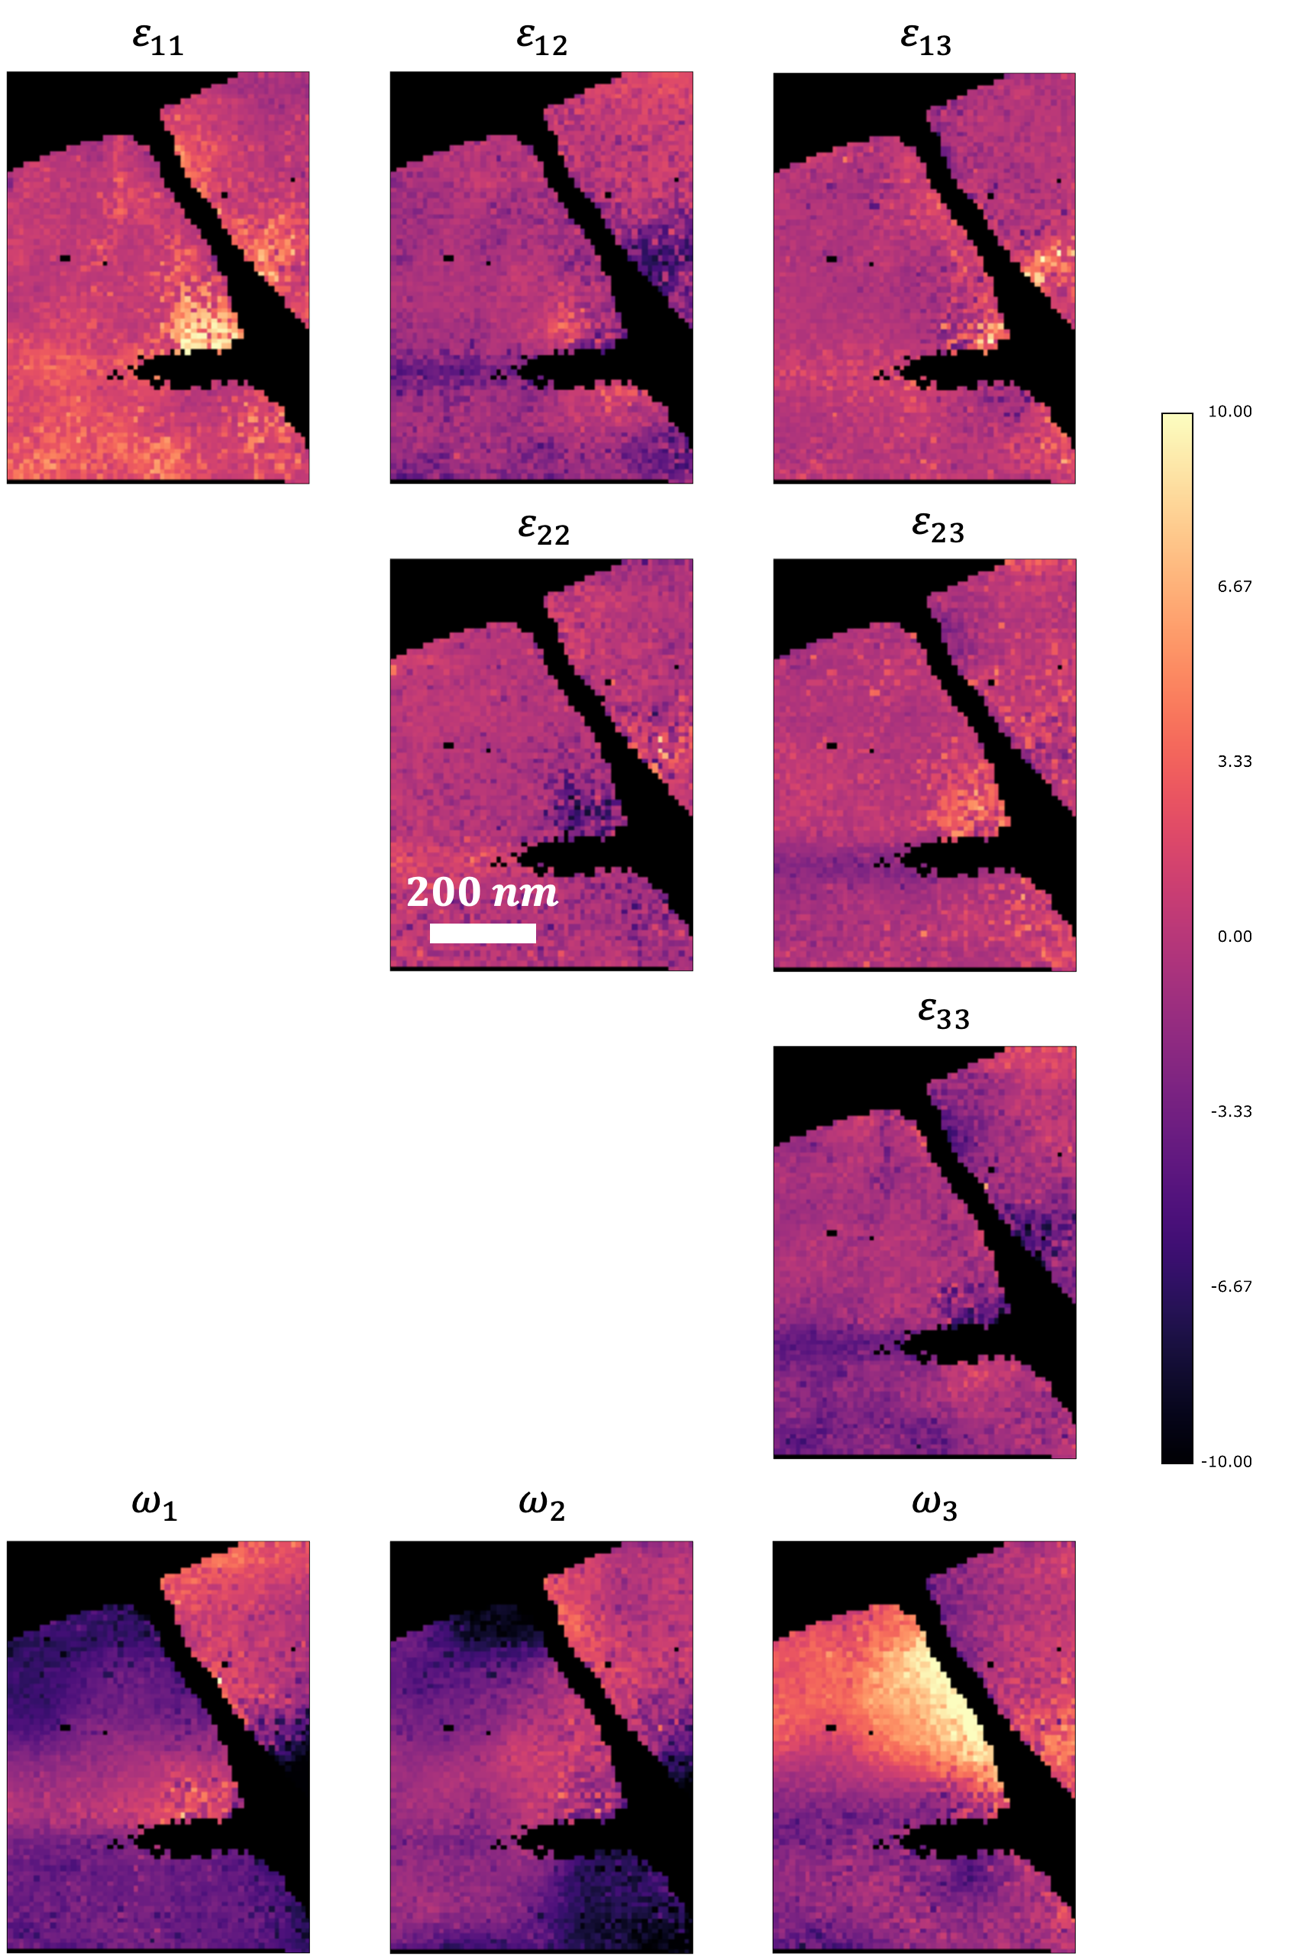 ε₁₁ ε₁₂ ε₁₃
10.00
ε₂₂ ε₂₃
6.67
3.33
200 nm
0.00
ε₃₃
-3.33
-6.67
-10.00
ω₁ ω₂ ω₃